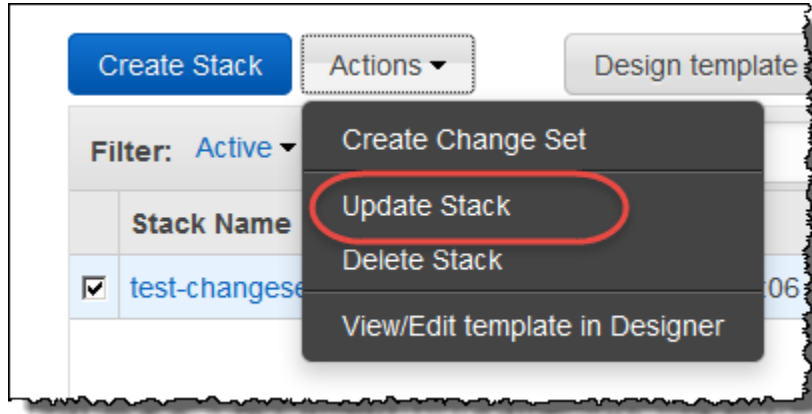 Create Stack Actions Design template
Create Change Set
Filter: Active
Update Stack
Stack Name
Delete Stack
test-changese :06
View/Edit template in Designer